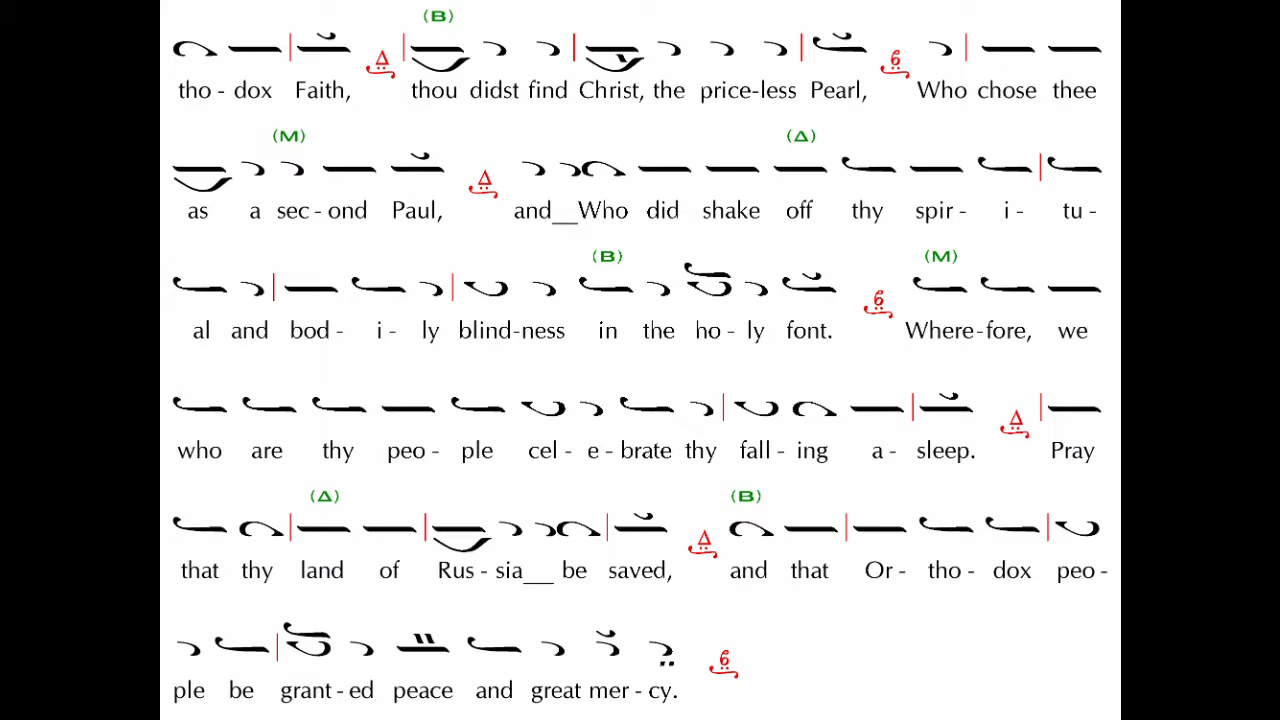 (B)
tho - dox Faith, thou didst find Christ, the price-less Pearl, Who chose thee
(M) (Δ)
as a sec - ond Paul, and__Who did shake off thy spir - i - tu -
(B) (M)
al and bod - i - ly blind-ness in the ho - ly font. Where-fore, we
who are thy peo - ple cel - e - brate thy fall - ing a - sleep. Pray
(Δ) (B)
that thy land of Rus - sia__ be saved, and that Or - tho - dox peo -
ple be grant - ed peace and great mer - cy.